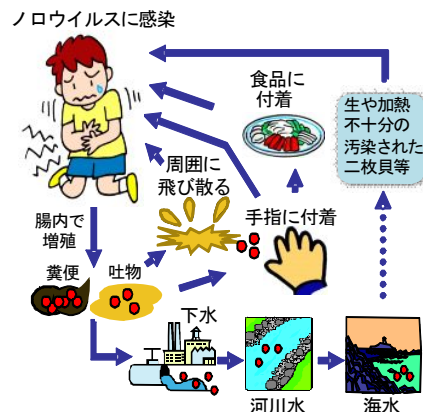 ノロウイルスに感染
食品に
付着
生や加熱
不十分の
汚染された
二枚貝等
周囲に
飛び散る
手指に付着
腸内で
増殖
糞便
吐物
下水
河川水
海水